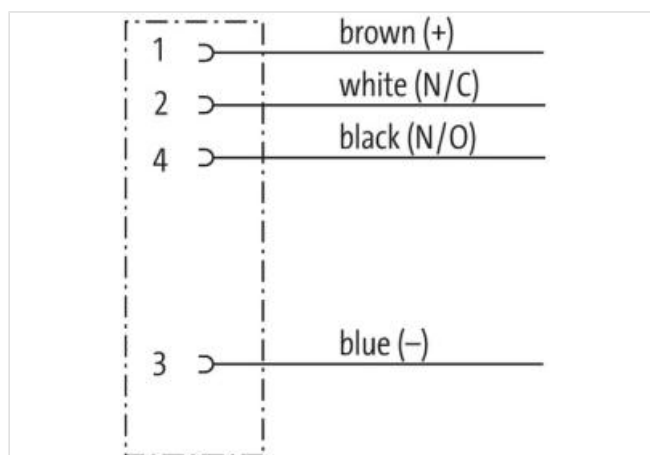 1 brown (+)
2 white (N/C)
4 black (N/O)
3 blue (–)